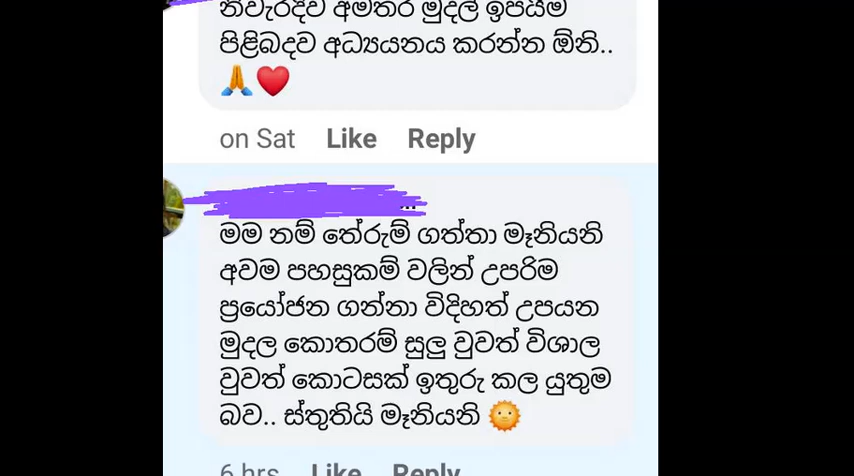 නිවැරදිව අමතර මුදල් ඉපයීම
පිළිබදව අධ්‍යයනය කරන්න ඕනි..
🙏❤️
on Sat Like Reply
...
මම නම් තේරුම් ගත්තා මෑනියනි
අවම පහසුකම් වලින් උපරිම
ප්‍රයෝජන ගන්නා විදිහත් උපයන
මුදල කොතරම් සුලු වුවත් විශාල
වුවත් කොටසක් ඉතුරු කල යුතුම
බව.. ස්තුතියි මෑනියනි 🌞
6 hrs Like Reply